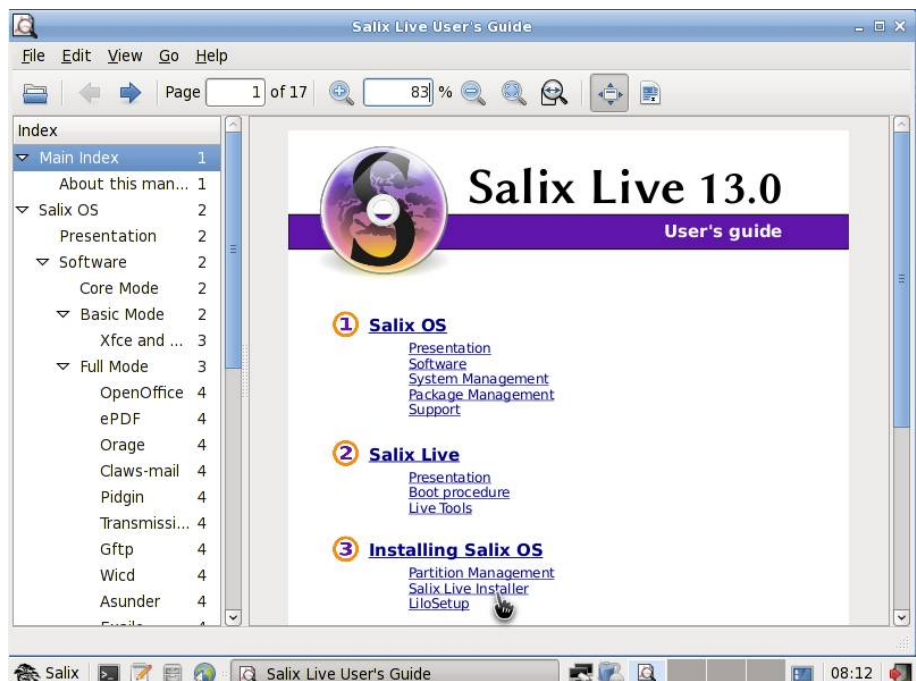 Salix Live User's Guide
File Edit View Go Help
Page 1 of 17 83 %
Index
Main Index 1
About this man... 1
Salix OS 2
Presentation 2
Software 2
Core Mode 2
Basic Mode 2
Xfce and ... 3
Full Mode 3
OpenOffice 4
ePDF 4
Orage 4
Claws-mail 4
Pidgin 4
Transmissi... 4
Gftp 4
Wicd 4
Asunder 4
Salix Live 13.0
User's guide
1 Salix OS
Presentation
Software
System Management
Package Management
Support
2 Salix Live
Presentation
Boot procedure
Live Tools
3 Installing Salix OS
Partition Management
Salix Live Installer
LiloSetup
Salix Salix Live User's Guide 08:12